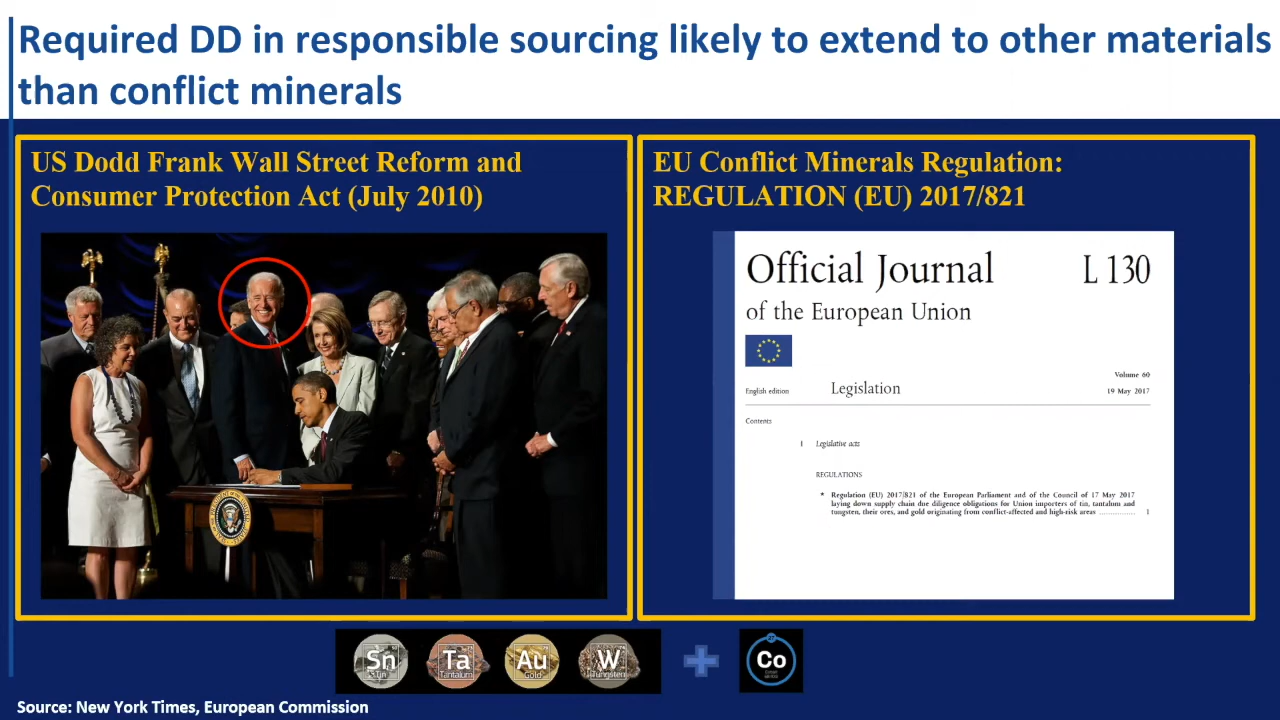 Required DD in responsible sourcing likely to extend to other materials
than conflict minerals
US Dodd Frank Wall Street Reform and
Consumer Protection Act (July 2010)
EU Conflict Minerals Regulation:
REGULATION (EU) 2017/821
Official Journal L 130
of the European Union
Volume 60
English edition Legislation 19 May 2017
Contents
I Legislative acts
REGULATIONS
* Regulation (EU) 2017/821 of the European Parliament and of the Council of 17 May 2017
laying down supply chain due diligence obligations for Union importers of tin, tantalum and
tungsten, their ores, and gold originating from conflict-affected and high-risk areas .............. 1
Sn Ta Au W Co
Tin Tantalum Gold Tungsten
Source: New York Times, European Commission